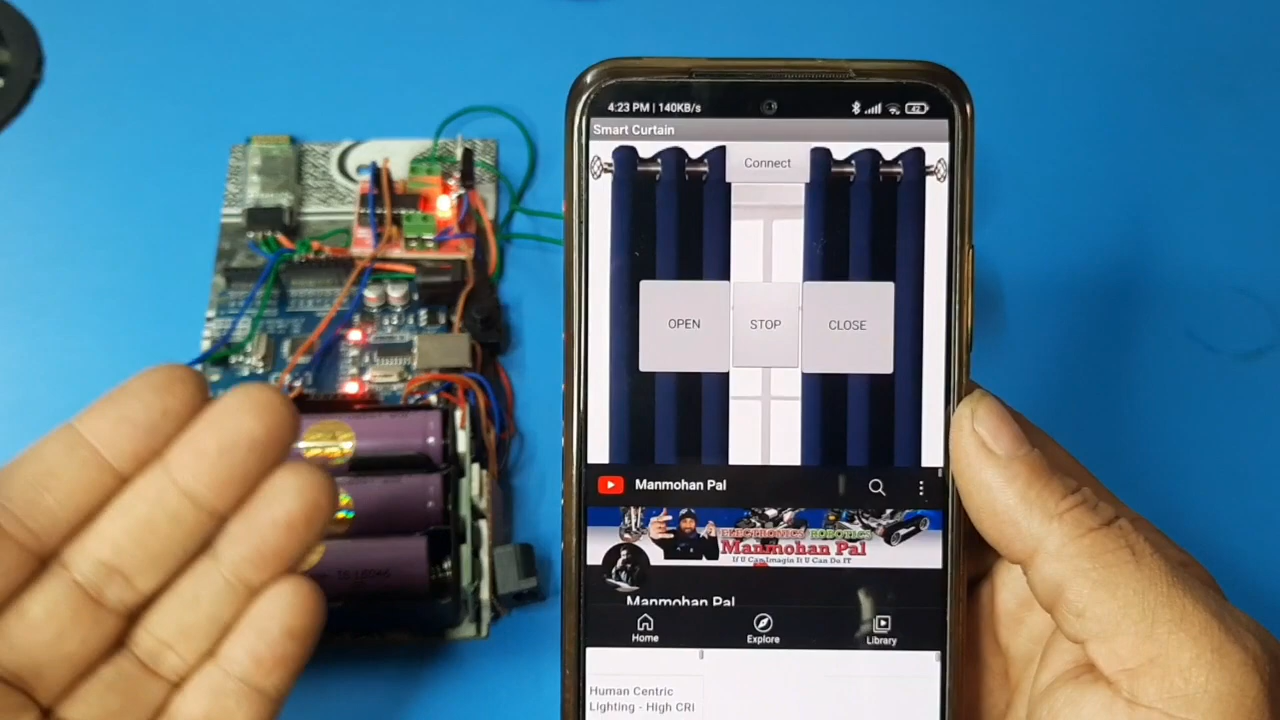 4:23 PM | 140KB/s
42
Smart Curtain
Connect
OPEN
STOP
CLOSE
Manmohan Pal
ELECTRONICS ROBOTICS
Manmohan Pal
If U Can Imagin It U Can Do IT
Manmohan Pal
Home
Explore
Library
Human Centric
Lighting - High CRI